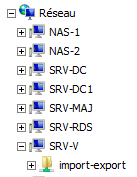 Réseau
NAS-1
NAS-2
SRV-DC
SRV-DC1
SRV-MAJ
SRV-RDS
SRV-V
import-export